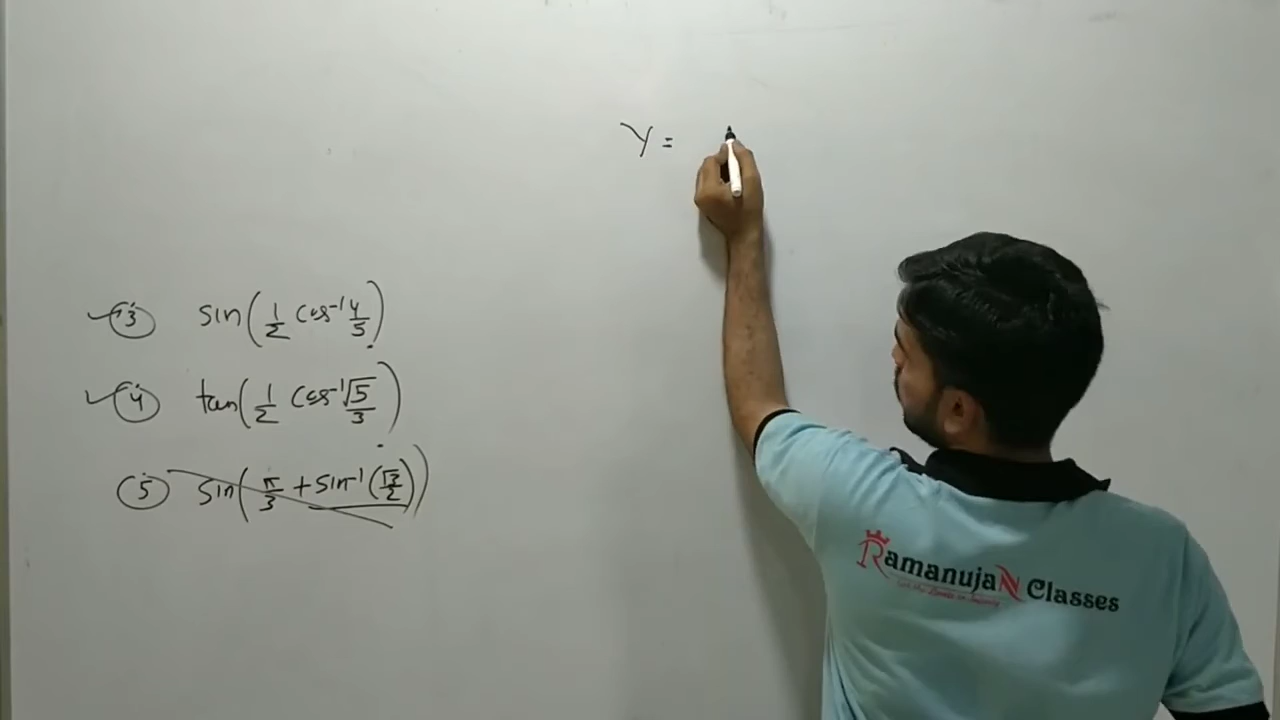 y =
③ sin(1/2 cos⁻¹ 4/5)
④ tan(1/2 cos⁻¹ √5/3)
⑤ sin(π/3 + sin⁻¹(√3/2))
RamanujaN Classes